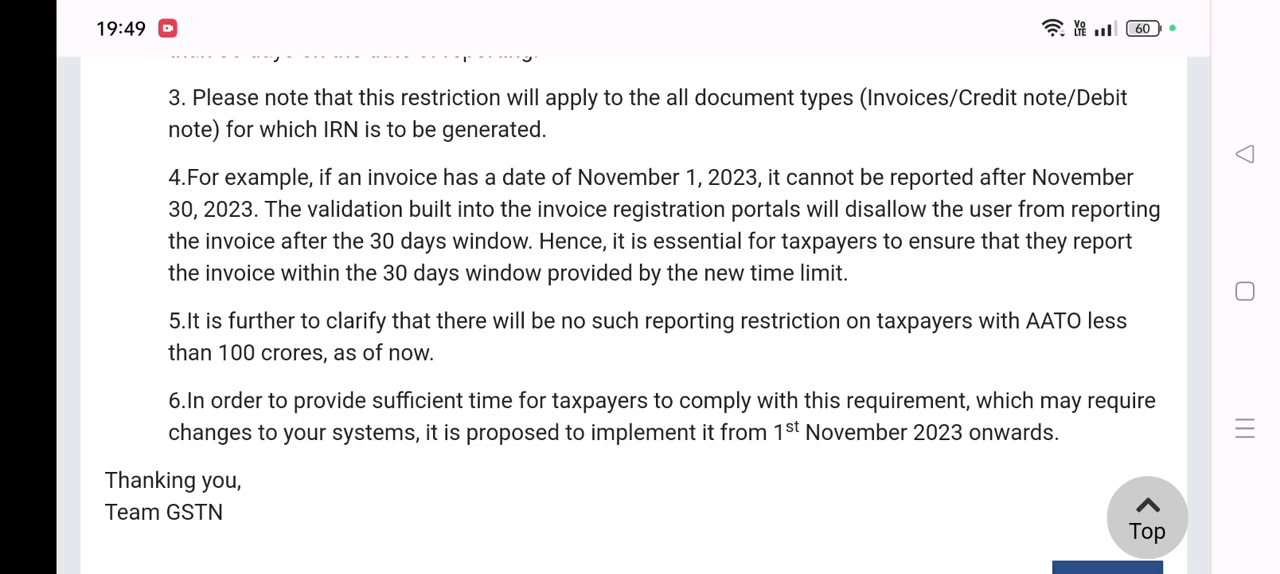 19:49
Vo
LTE
60
3. Please note that this restriction will apply to the all document types (Invoices/Credit note/Debit
note) for which IRN is to be generated.
4.For example, if an invoice has a date of November 1, 2023, it cannot be reported after November
30, 2023. The validation built into the invoice registration portals will disallow the user from reporting
the invoice after the 30 days window. Hence, it is essential for taxpayers to ensure that they report
the invoice within the 30 days window provided by the new time limit.
5.It is further to clarify that there will be no such reporting restriction on taxpayers with AATO less
than 100 crores, as of now.
6.In order to provide sufficient time for taxpayers to comply with this requirement, which may require
changes to your systems, it is proposed to implement it from 1st November 2023 onwards.
Thanking you,
Team GSTN
Top